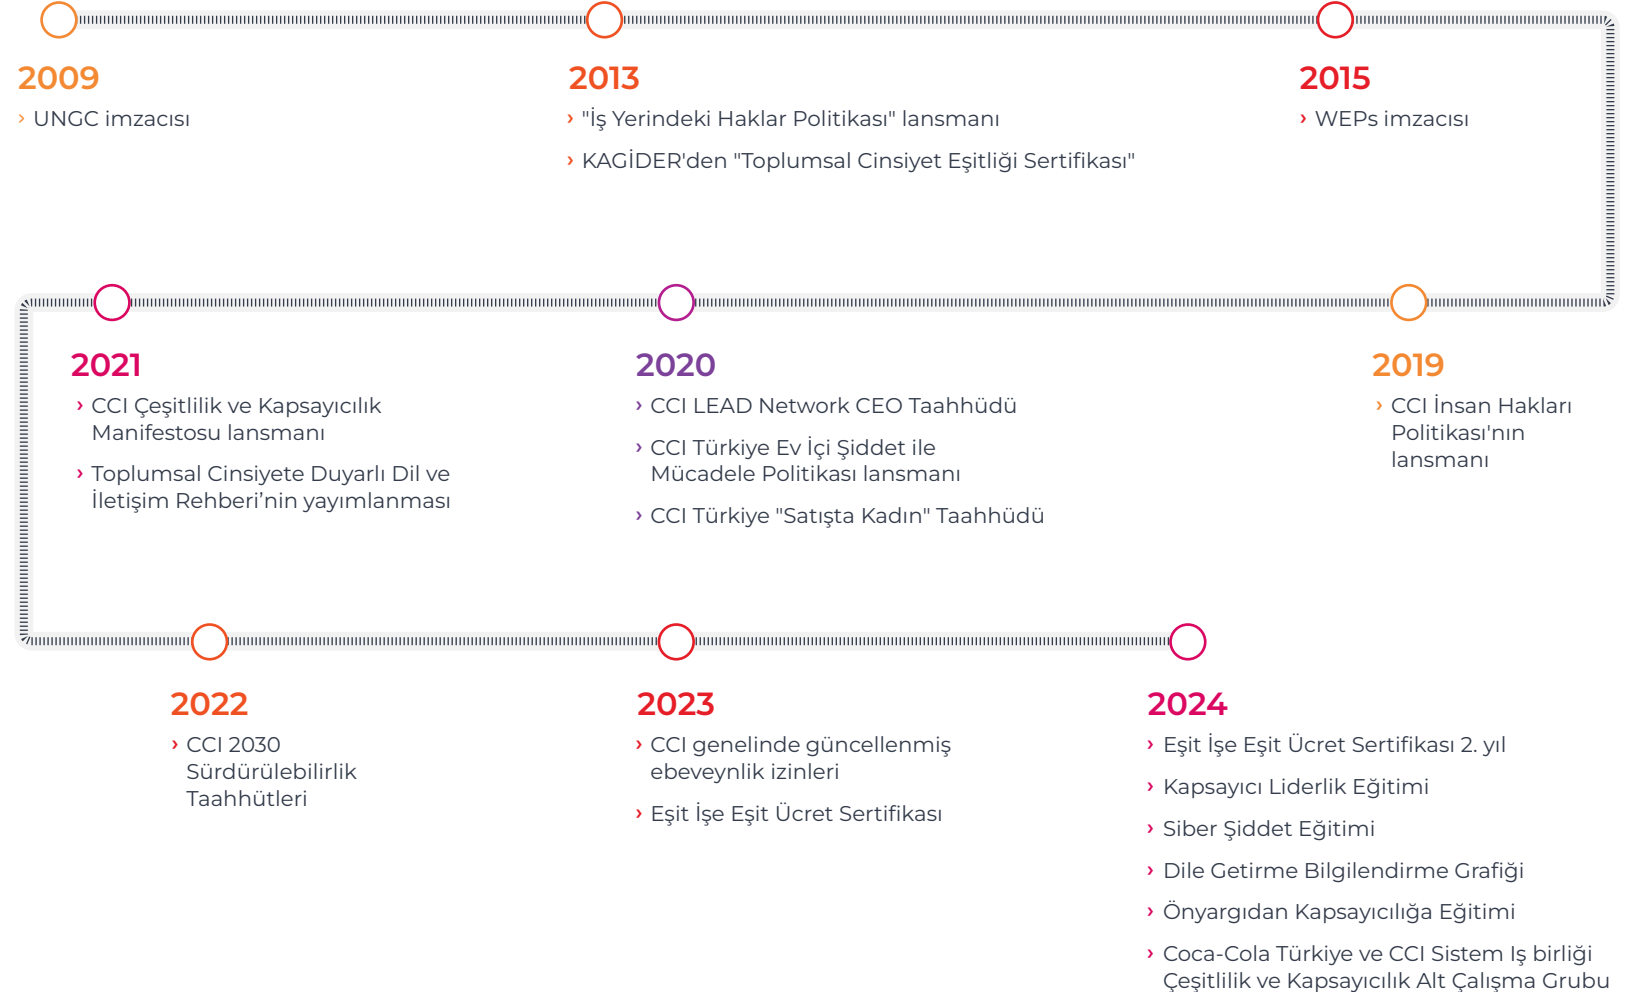 2009
› UNGC imzacısı
2013
› "İş Yerindeki Haklar Politikası" lansmanı
› KAGİDER'den "Toplumsal Cinsiyet Eşitliği Sertifikası"
2015
› WEPs imzacısı
2019
› CCI İnsan Hakları
Politikası'nın
lansmanı
2020
› CCI LEAD Network CEO Taahhüdü
› CCI Türkiye Ev İçi Şiddet ile
Mücadele Politikası lansmanı
› CCI Türkiye "Satışta Kadın" Taahhüdü
2021
› CCI Çeşitlilik ve Kapsayıcılık
Manifestosu lansmanı
› Toplumsal Cinsiyete Duyarlı Dil ve
İletişim Rehberi’nin yayımlanması
2022
› CCI 2030
Sürdürülebilirlik
Taahhütleri
2023
› CCI genelinde güncellenmiş
ebeveynlik izinleri
› Eşit İşe Eşit Ücret Sertifikası
2024
› Eşit İşe Eşit Ücret Sertifikası 2. yıl
› Kapsayıcı Liderlik Eğitimi
› Siber Şiddet Eğitimi
› Dile Getirme Bilgilendirme Grafiği
› Önyargıdan Kapsayıcılığa Eğitimi
› Coca-Cola Türkiye ve CCI Sistem Iş birliği
Çeşitlilik ve Kapsayıcılık Alt Çalışma Grubu